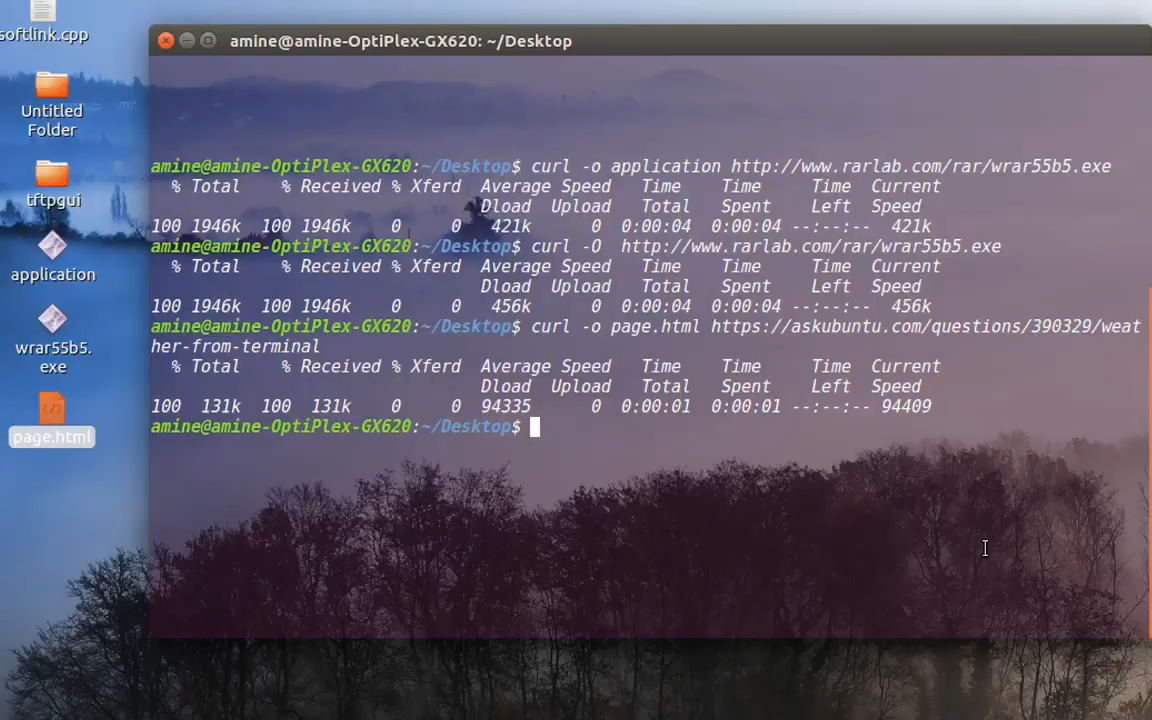 softlink.cpp
Untitled
Folder
tftpgui
application
wrar55b5.
exe
page.html
amine@amine-OptiPlex-GX620: ~/Desktop
amine@amine-OptiPlex-GX620:~/Desktop$ curl -o application http://www.rarlab.com/rar/wrar55b5.exe
% Total % Received % Xferd Average Speed Time Time Time Current
Dload Upload Total Spent Left Speed
100 1946k 100 1946k 0 0 421k 0 0:00:04 0:00:04 --:--:-- 421k
amine@amine-OptiPlex-GX620:~/Desktop$ curl -O http://www.rarlab.com/rar/wrar55b5.exe
% Total % Received % Xferd Average Speed Time Time Time Current
Dload Upload Total Spent Left Speed
100 1946k 100 1946k 0 0 456k 0 0:00:04 0:00:04 --:--:-- 456k
amine@amine-OptiPlex-GX620:~/Desktop$ curl -o page.html https://askubuntu.com/questions/390329/weat
her-from-terminal
% Total % Received % Xferd Average Speed Time Time Time Current
Dload Upload Total Spent Left Speed
100 131k 100 131k 0 0 94335 0 0:00:01 0:00:01 --:--:-- 94409
amine@amine-OptiPlex-GX620:~/Desktop$